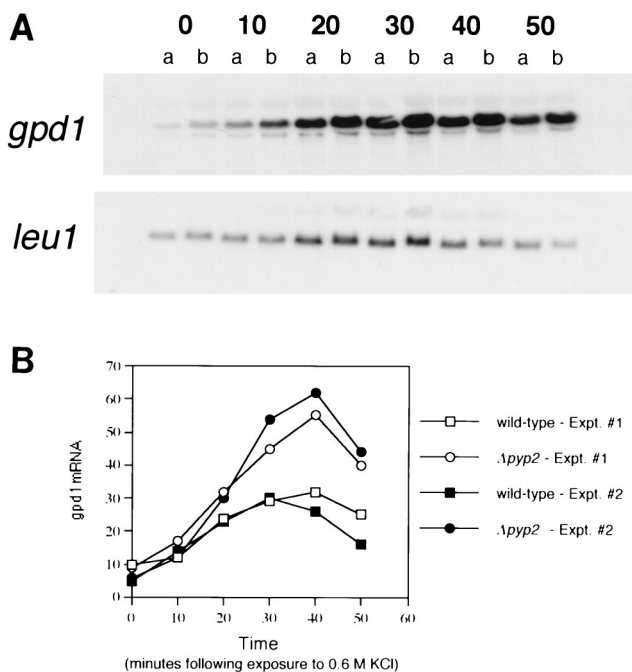 A
0 10 20 30 40 50
a b a b a b a b a b a b
gpd1
leu1
B
70
60
50
40
30
20
10
0
gpd1 mRNA
0 10 20 30 40 50 60
Time
(minutes following exposure to 0.6 M KCl)
wild-type - Expt. #1
Δpyp2 - Expt. #1
wild-type - Expt. #2
Δpyp2 - Expt. #2